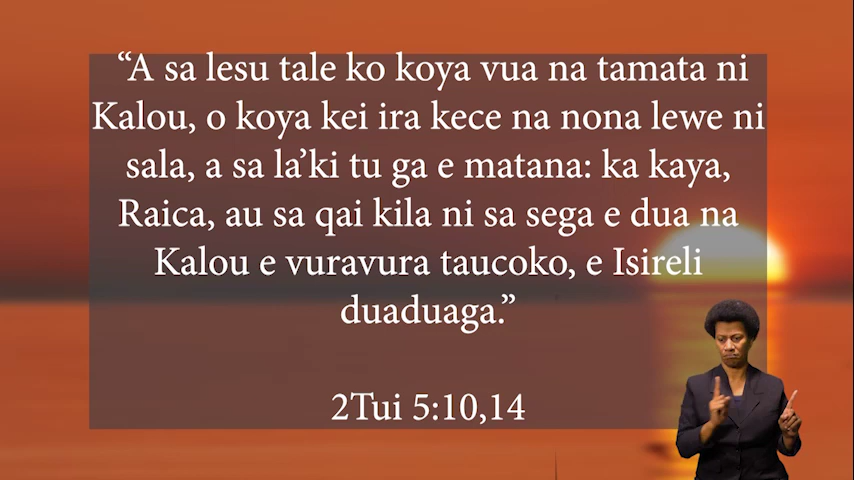 “A sa lesu tale ko koya vua na tamata ni
Kalou, o koya kei ira kece na nona lewe ni
sala, a sa la’ki tu ga e matana: ka kaya,
Raica, au sa qai kila ni sa sega e dua na
Kalou e vuravura taucoko, e Isireli
duaduaga.”
2Tui 5:10,14